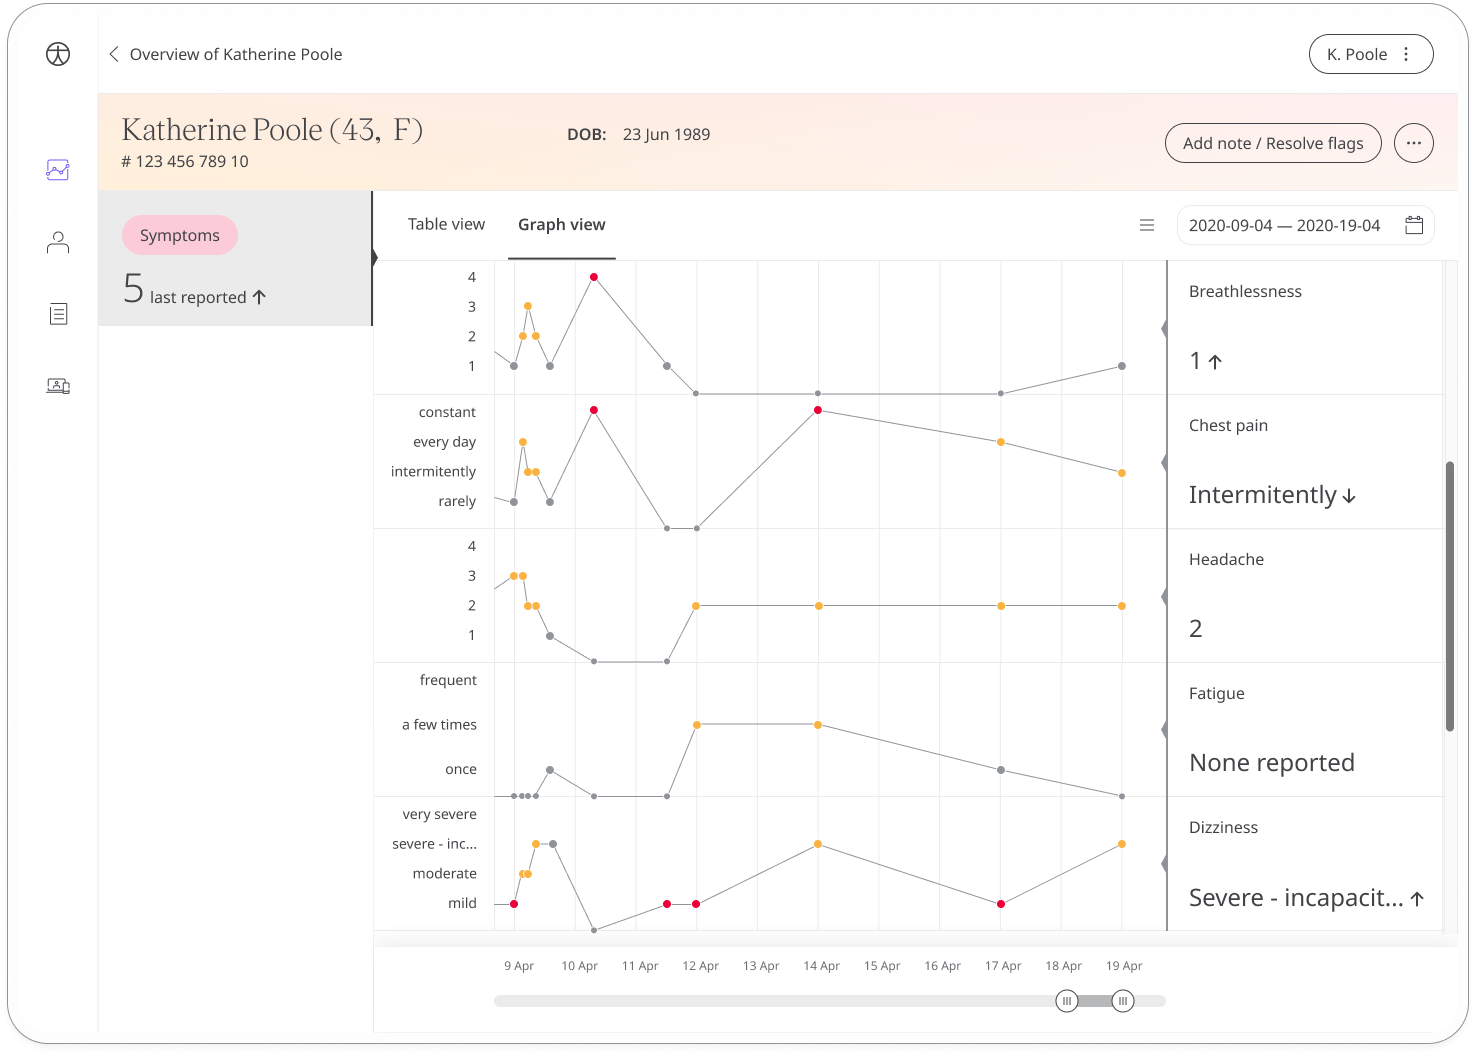 Overview of Katherine Poole
K. Poole
Katherine Poole (43, F)
# 123 456 789 10
DOB: 23 Jun 1989
Add note / Resolve flags
Symptoms
5 last reported
Table view
Graph view
2020-09-04 — 2020-19-04
4
3
2
1
Breathlessness
1
constant
every day
intermitently
rarely
Chest pain
Intermitently
4
3
2
1
Headache
2
frequent
a few times
once
Fatigue
None reported
very severe
severe - inc...
moderate
mild
Dizziness
Severe - incapacit...
9 Apr 10 Apr 11 Apr 12 Apr 13 Apr 14 Apr 15 Apr 16 Apr 17 Apr 18 Apr 19 Apr